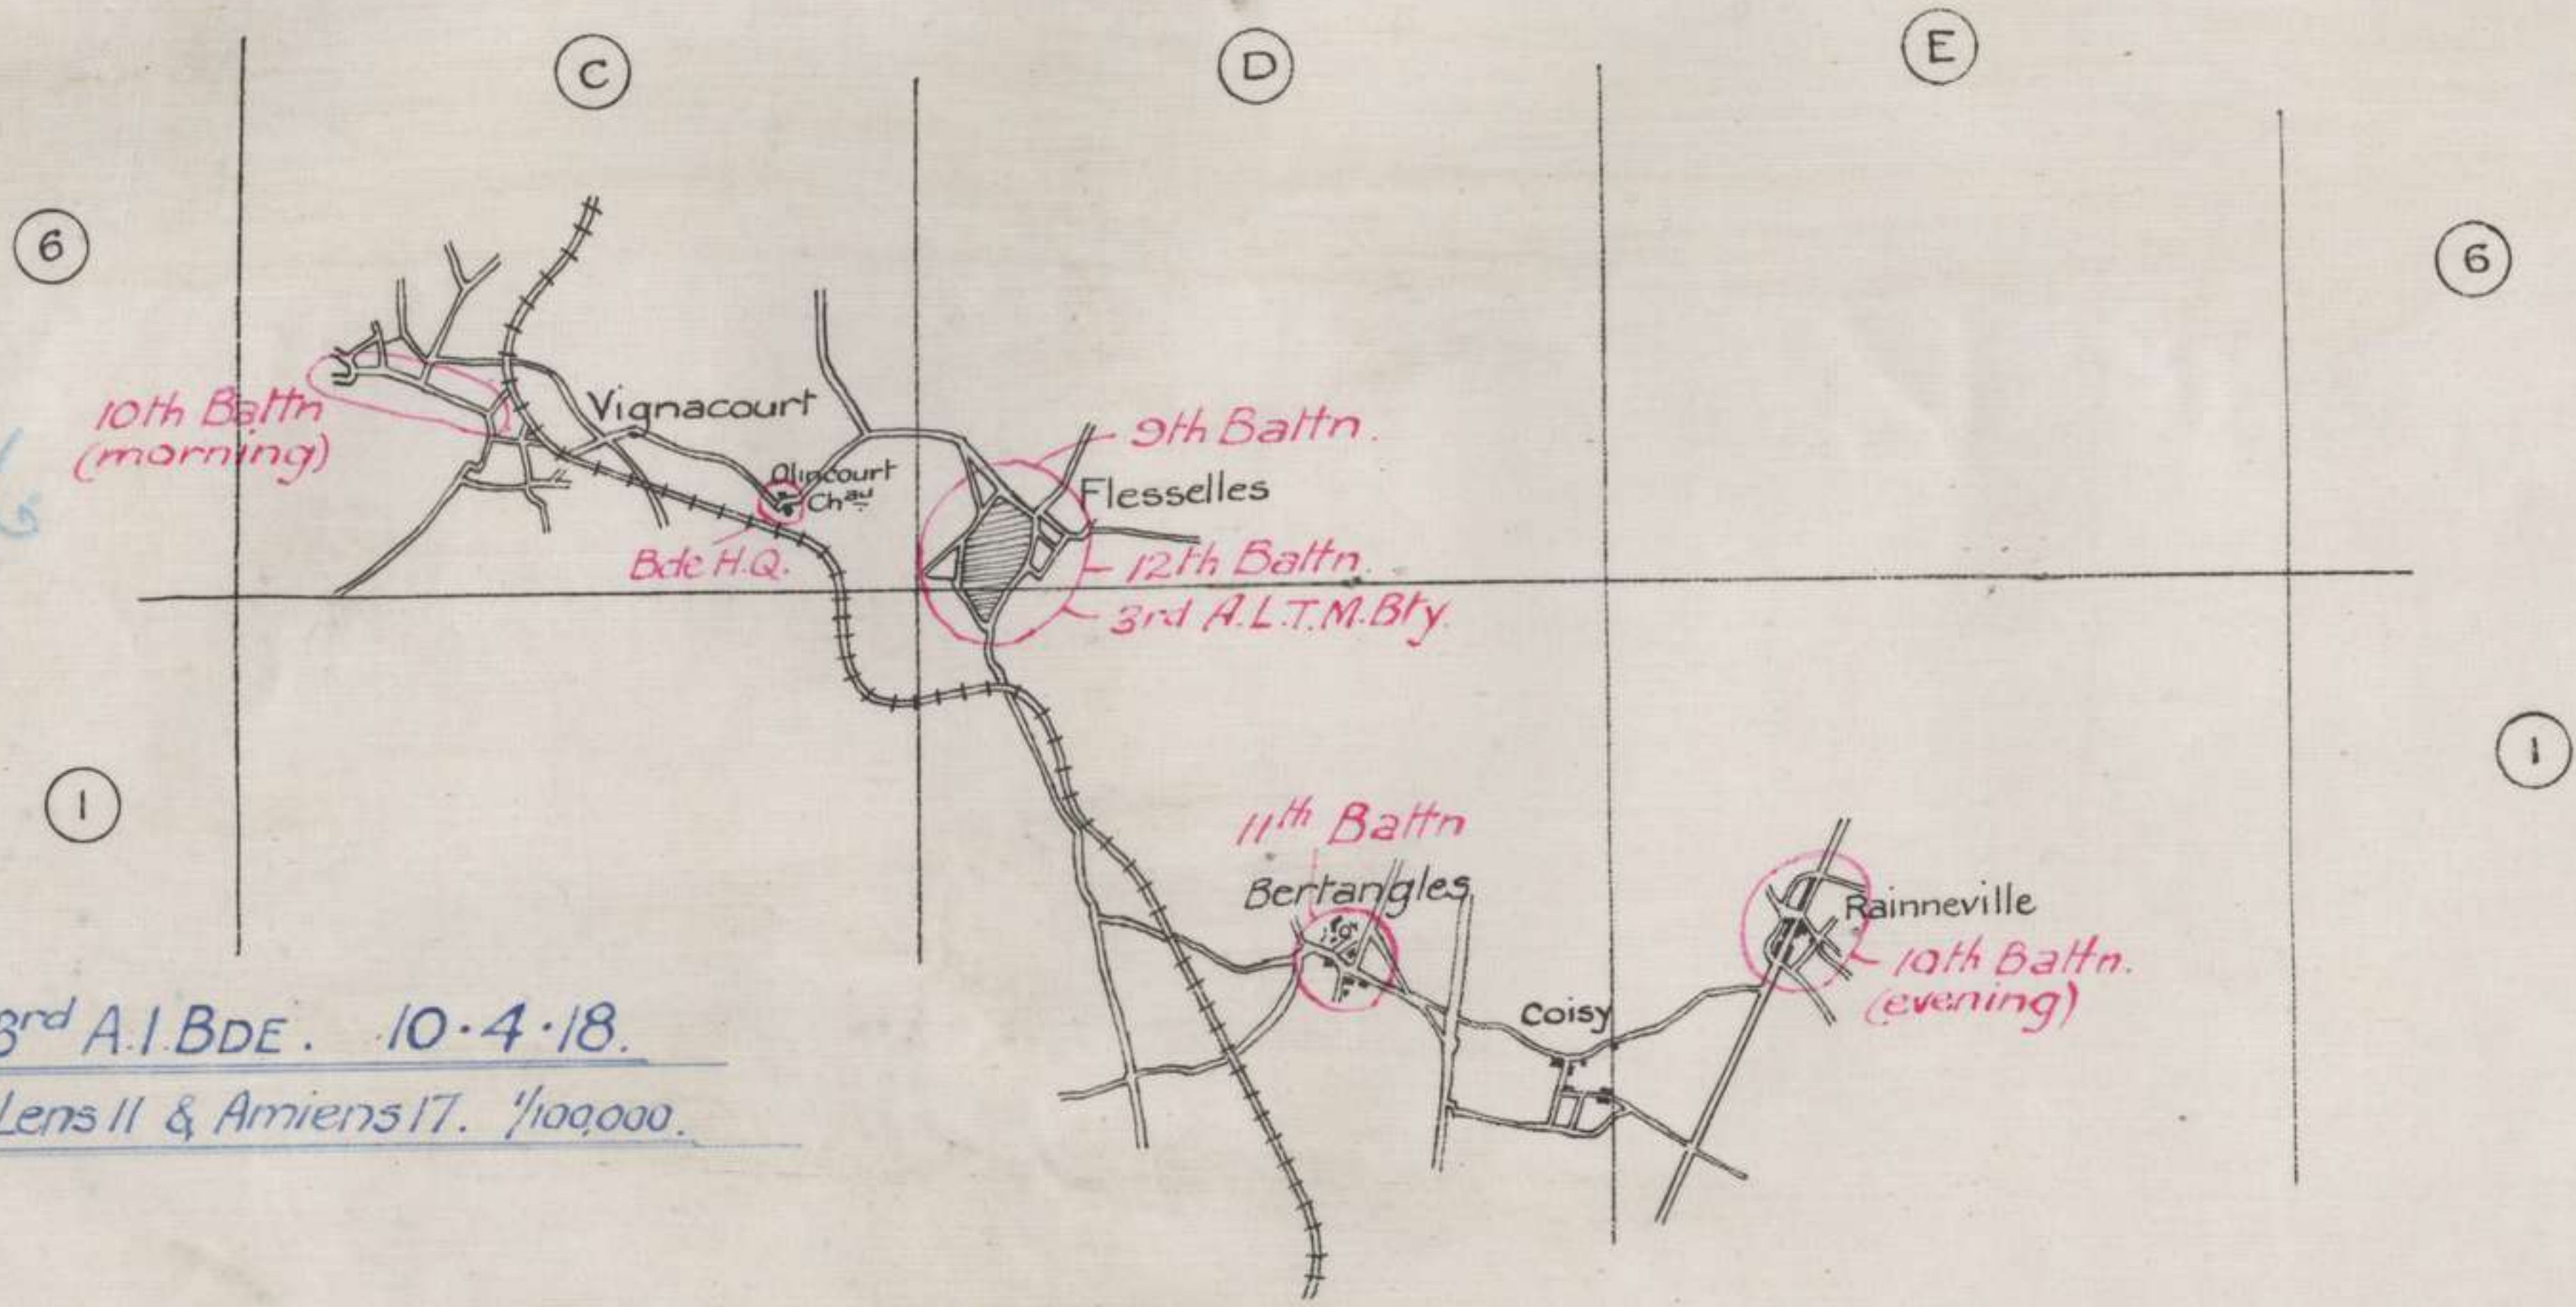 C
D
E
6
6
10th Battn
(morning)
Vignacourt
Olincourt
Chau
Bde H.Q.
9th Battn.
Flesselles
12th Battn.
3rd A.L.T.M.Bty.
1
1
11th Battn
Bertangles
Rainneville
10th Battn.
(evening)
Coisy
3rd A.I. BDE. 10.4.18.
Lens 11 & Amiens 17. 1/100,000.